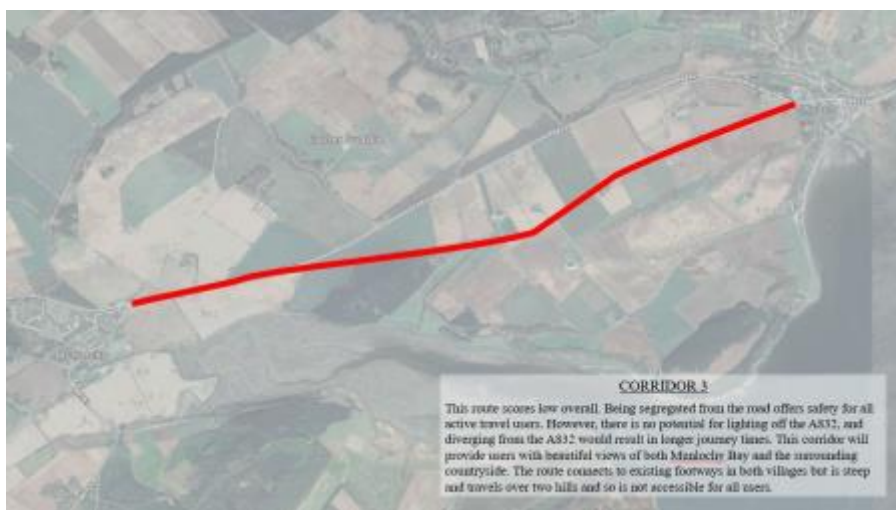 CORRIDOR 3
This route scores low overall. Being segregated from the road offers safety for all
active travel users. However, there is no potential for lighting off the A832, and
diverging from the A832 would result in longer journey times. This corridor will
provide users with beautiful views of both Munlochy Bay and the surrounding
countryside. The route connects to existing footways in both villages but is steep
and travels over two hills and so is not accessible for all users.